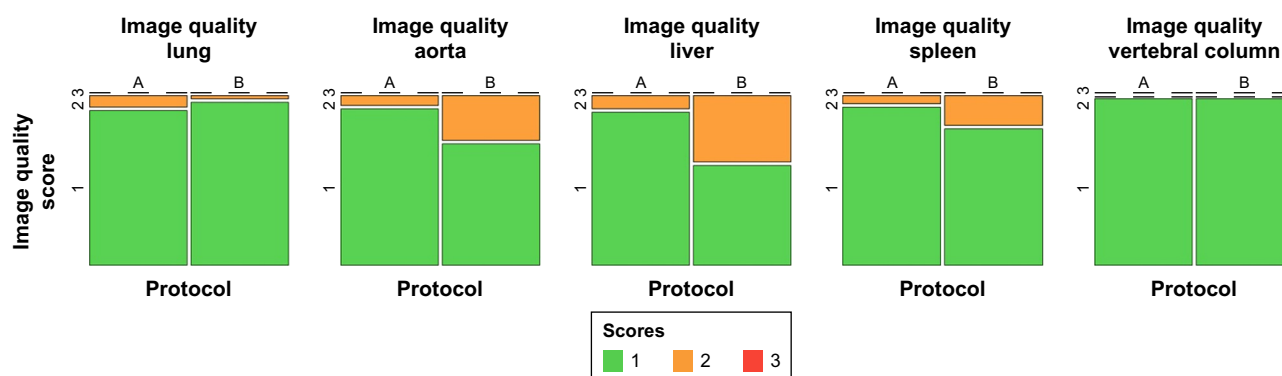 Image quality
lung
Image quality
aorta
Image quality
liver
Image quality
spleen
Image quality
vertebral column
A B
A B
A B
A B
A B
3
2
1
3
2
1
3
2
1
3
2
1
3
2
1
Image quality
score
Protocol
Protocol
Protocol
Protocol
Protocol
Scores
1 2 3